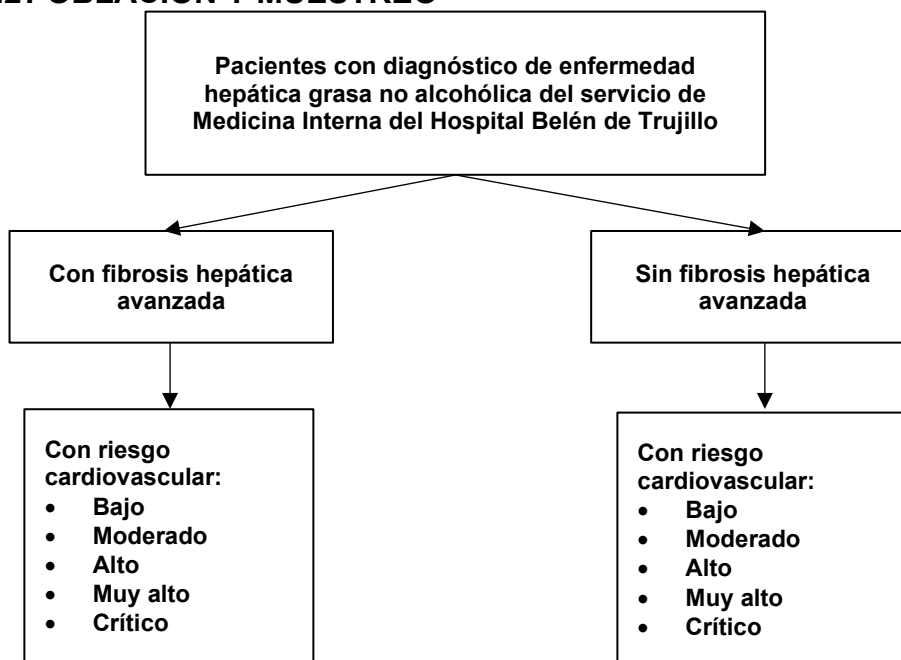 POBLACIÓN Y MUESTREO
Pacientes con diagnóstico de enfermedad
hepática grasa no alcohólica del servicio de
Medicina Interna del Hospital Belén de Trujillo
Con fibrosis hepática
avanzada
Sin fibrosis hepática
avanzada
Con riesgo
cardiovascular:
• Bajo
• Moderado
• Alto
• Muy alto
• Crítico
Con riesgo
cardiovascular:
• Bajo
• Moderado
• Alto
• Muy alto
• Crítico